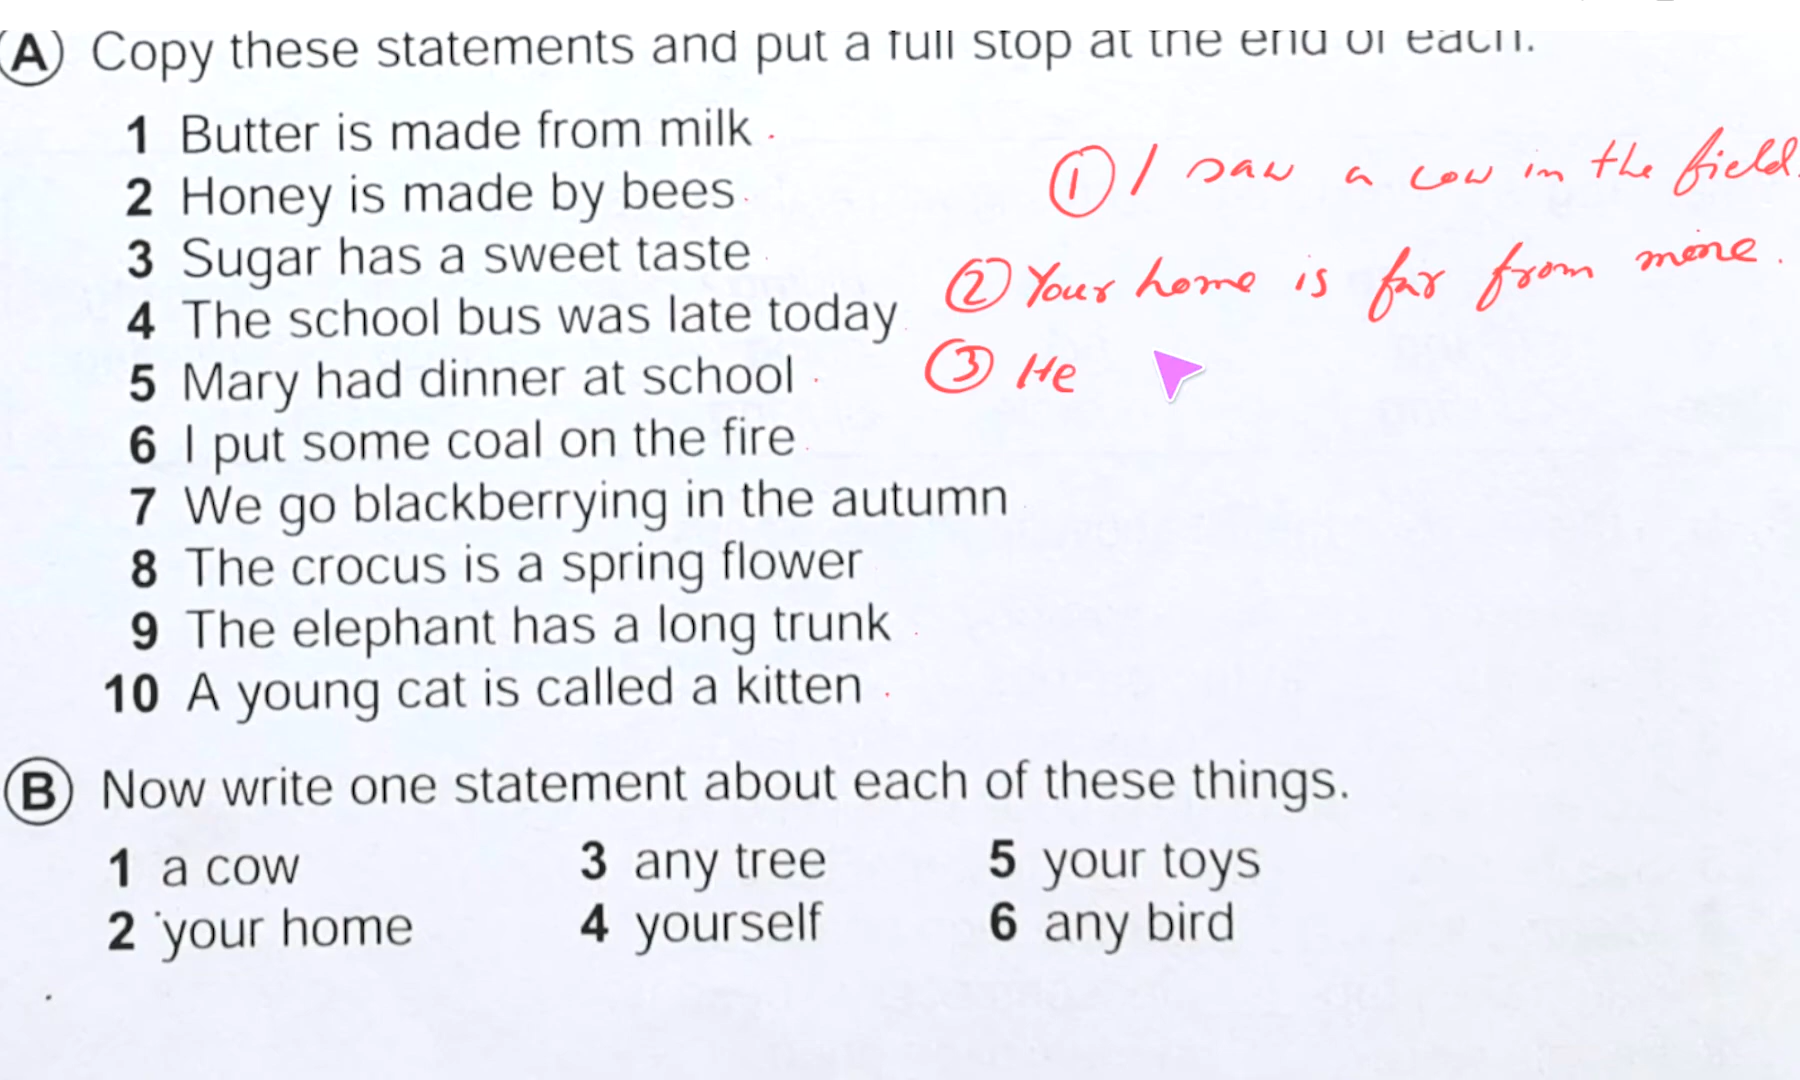 A Copy these statements and put a full stop at the end of each.
1 Butter is made from milk .
2 Honey is made by bees.
3 Sugar has a sweet taste .
4 The school bus was late today.
5 Mary had dinner at school .
6 I put some coal on the fire.
7 We go blackberrying in the autumn .
8 The crocus is a spring flower
9 The elephant has a long trunk .
10 A young cat is called a kitten .
① I saw a cow in the field.
② Your home is far from mine.
③ He
B Now write one statement about each of these things.
1 a cow 3 any tree 5 your toys
2 your home 4 yourself 6 any bird